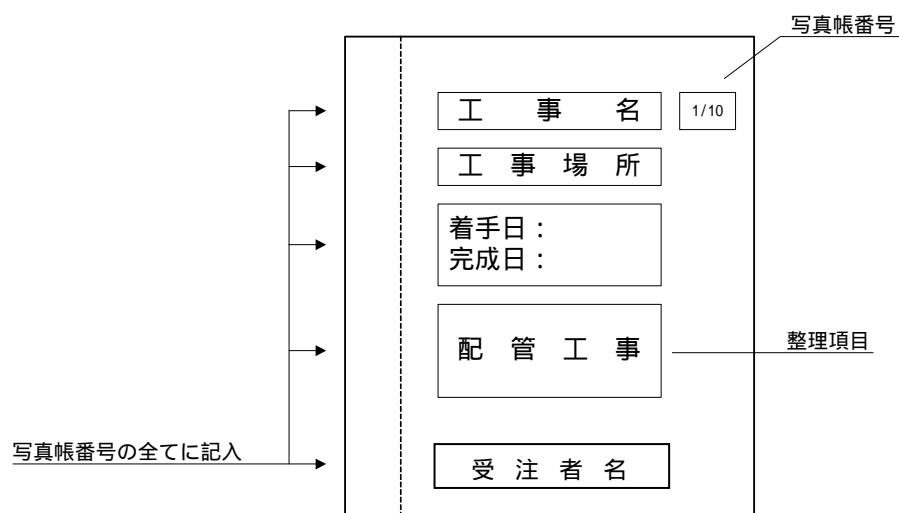 写真帳番号
工事名
1/10
工事場所
着手日：
完成日：
配管工事
整理項目
写真帳番号の全てに記入
受注者名